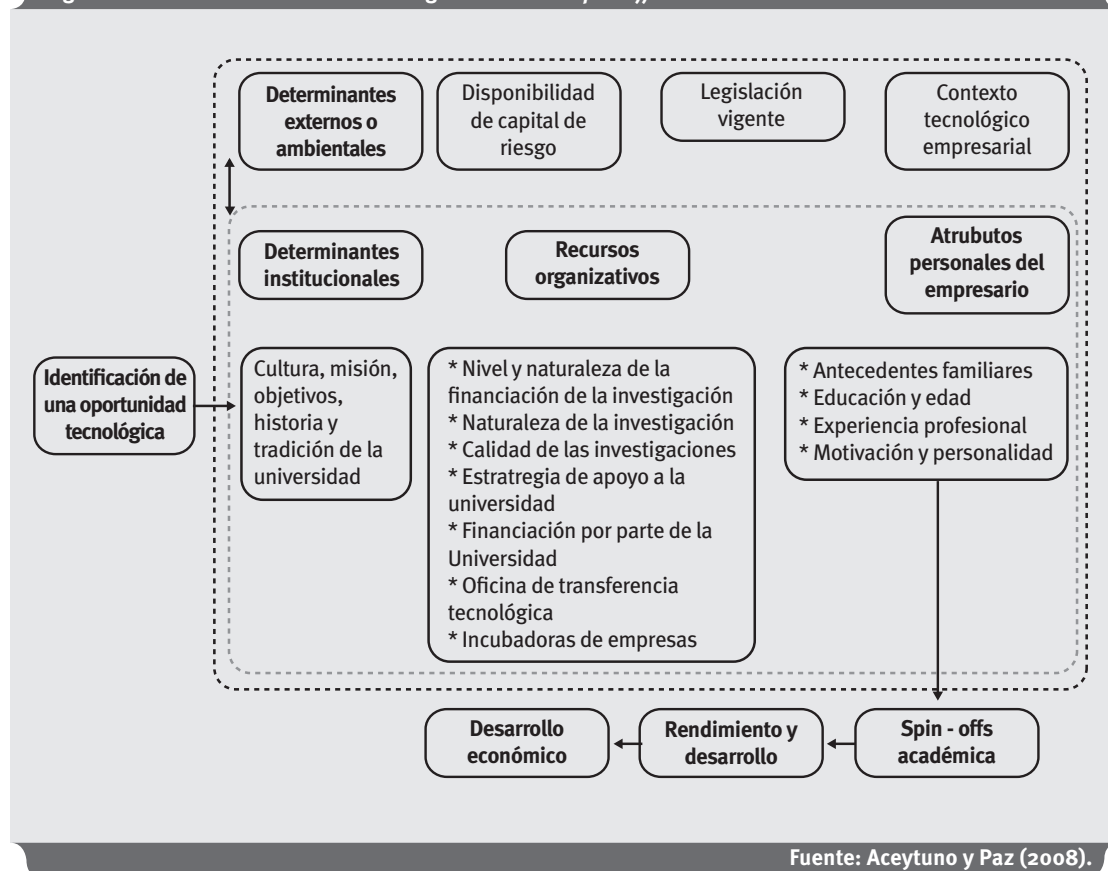 Determinantes
externos o
ambientales
Disponibilidad
de capital de
riesgo
Legislación
vigente
Contexto
tecnológico
empresarial
Determinantes
institucionales
Recursos
organizativos
Atrubutos
personales del
empresario
Identificación de
una oportunidad
tecnológica
Cultura, misión,
objetivos,
historia y
tradición de la
universidad
* Nivel y naturaleza de la
financiación de la investigación
* Naturaleza de la investigación
* Calidad de las investigaciones
* Estratregia de apoyo a la
universidad
* Financiación por parte de la
Universidad
* Oficina de transferencia
tecnológica
* Incubadoras de empresas
* Antecedentes familiares
* Educación y edad
* Experiencia profesional
* Motivación y personalidad
Desarrollo
económico
Rendimiento y
desarrollo
Spin - offs
académica
Fuente: Aceytuno y Paz (2008).